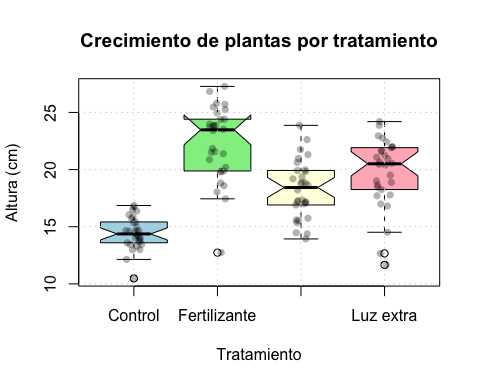 Crecimiento de plantas por tratamiento
Altura (cm)
25
20
15
10
Control Fertilizante Luz extra
Tratamiento